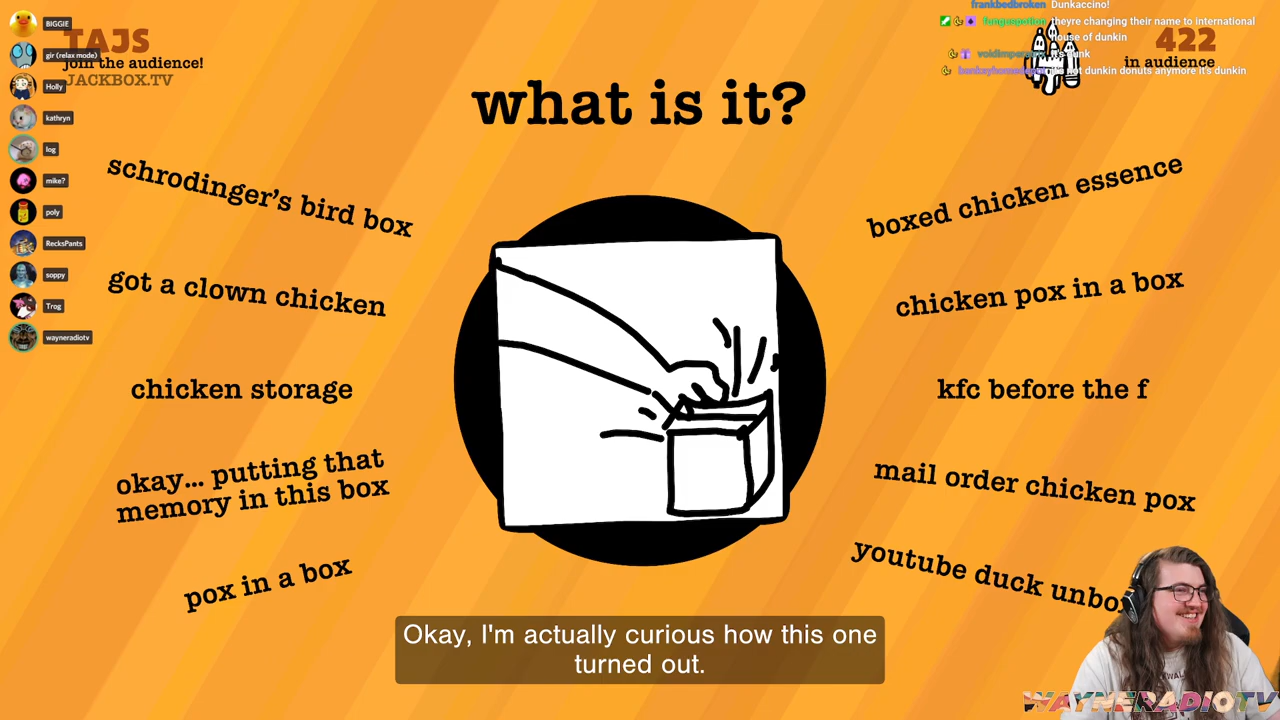 BIGGIE
gir (relax mode)
Holly
kathryn
log
mike?
poly
RecksPants
soppy
Trog
wayneradiotv
TAJS
join the audience!
JACKBOX.TV
what is it?
frankbedbroken Dunkaccino!
theyre changing their name to international
house of dunkin
it's not dunkin donuts anymore it's dunkin
422
in audience
schrodinger's bird box
got a clown chicken
chicken storage
okay... putting that
memory in this box
pox in a box
boxed chicken essence
chicken pox in a box
kfc before the f
mail order chicken pox
youtube duck
Okay, I'm actually curious how this one
turned out.
WAYNERADIOTV